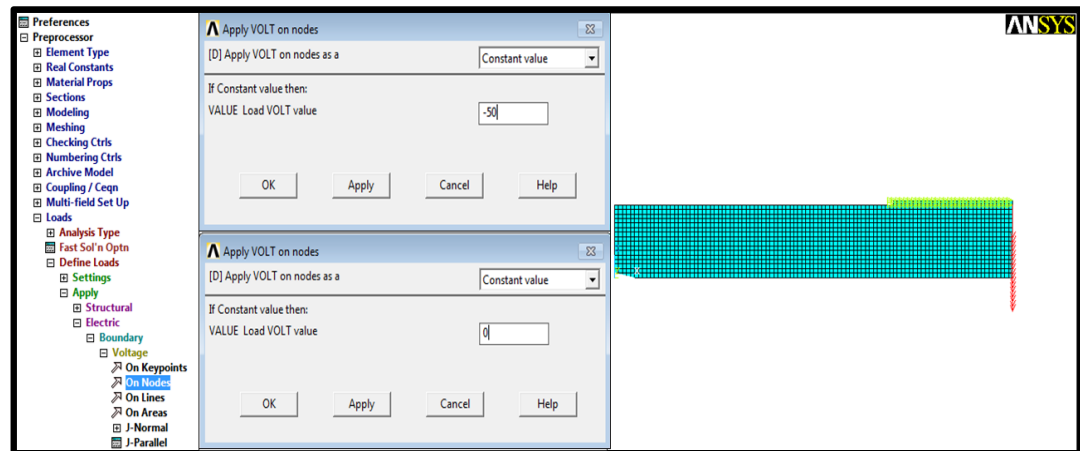 Preferences
Preprocessor
Element Type
Real Constants
Material Props
Sections
Modeling
Meshing
Checking Ctrls
Numbering Ctrls
Archive Model
Coupling / Ceqn
Multi-field Set Up
Loads
Analysis Type
Fast Sol'n Optn
Define Loads
Settings
Apply
Structural
Electric
Boundary
Voltage
On Keypoints
On Nodes
On Lines
On Areas
J-Normal
J-Parallel
Apply VOLT on nodes
[D] Apply VOLT on nodes as a
Constant value
If Constant value then:
VALUE Load VOLT value
-50
OK Apply Cancel Help
Apply VOLT on nodes
[D] Apply VOLT on nodes as a
Constant value
If Constant value then:
VALUE Load VOLT value
0
OK Apply Cancel Help
ANSYS
X